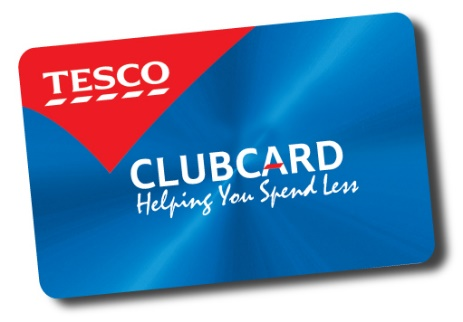 TESCO
CLUBCARD
Helping You Spend Less